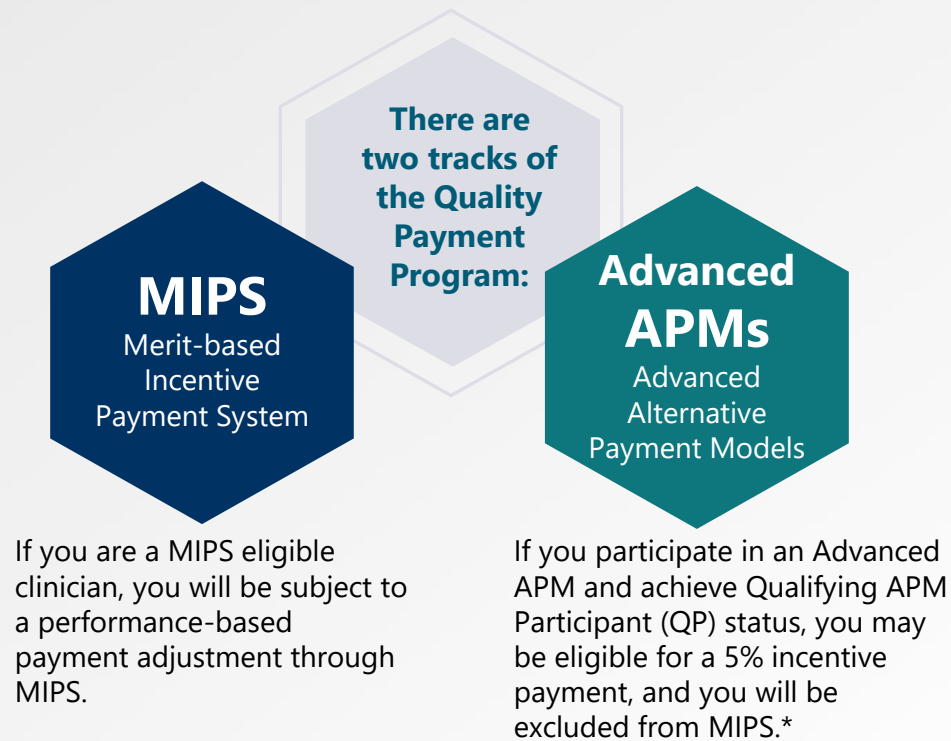 There are
two tracks of
the Quality
Payment
Program:
MIPS
Merit-based
Incentive
Payment System
If you are a MIPS eligible
clinician, you will be subject to
a performance-based
payment adjustment through
MIPS.
Advanced
APMs
Advanced
Alternative
Payment Models
If you participate in an Advanced
APM and achieve Qualifying APM
Participant (QP) status, you may
be eligible for a 5% incentive
payment, and you will be
excluded from MIPS.*